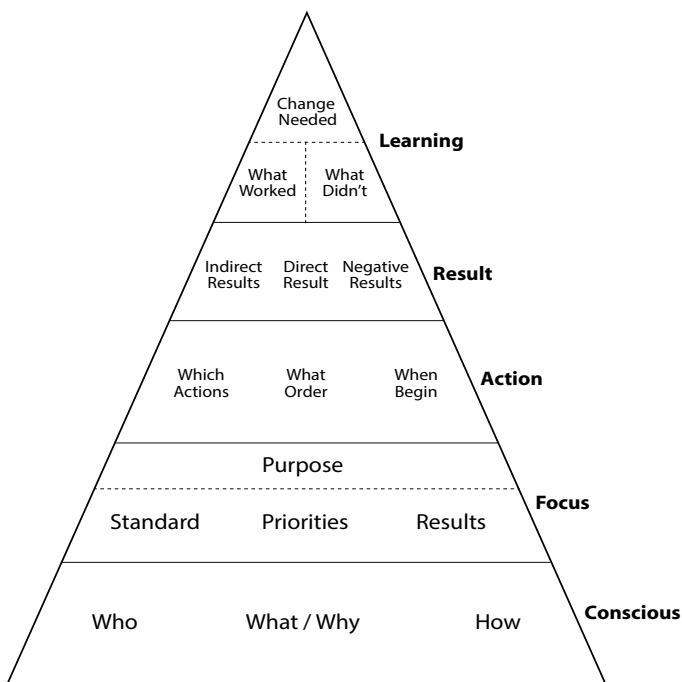 Change
Needed
Learning
What
Worked
What
Didn't
Indirect
Results
Direct
Result
Negative
Results
Result
Which
Actions
What
Order
When
Begin
Action
Purpose
Focus
Standard
Priorities
Results
Who
What / Why
How
Conscious